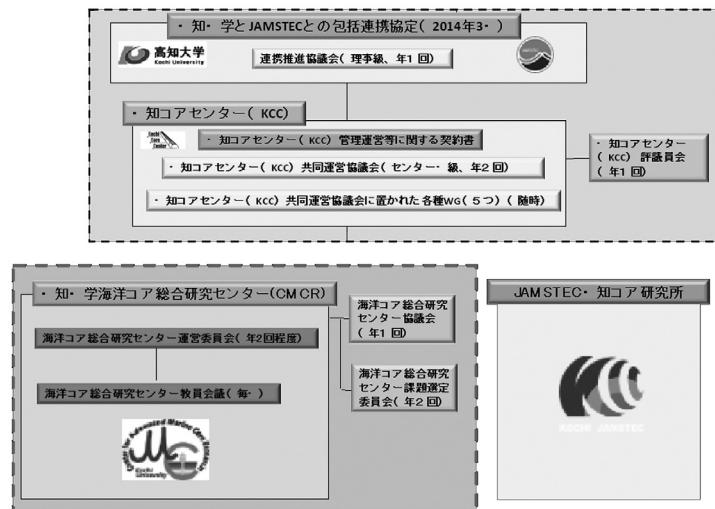 ・知・学とJAMSTECとの包括連携協定( 2014年3・ )
高知大学
Kochi University
連携推進協議会( 理事級、年1 回)
JAMSTEC
・知コアセンター( KCC)
Kochi
Core
Center
・知コアセンター( KCC) 管理運営等に関する契約書
・知コアセンター( KCC) 共同運営協議会( センター・級、年2 回)
・知コアセンター( KCC) 共同運営協議会に置かれた各種WG( 5つ) ( 随時)
・知コアセンター
( KCC) 評議員会
( 年1 回)
・知・学海洋コア総合研究センター(CMCR)
海洋コア総合研究センター運営委員会( 年2回程度)
海洋コア総合研究センター教員会議( 毎・ )
Center for Advanced Marine Core Research
Kochi
University
海洋コア総合研究
センター協議会
( 年1 回)
海洋コア総合研究
センター課題選定
委員会( 年2 回)
JAMSTEC・知コア研究所
KOCHI JAMSTEC